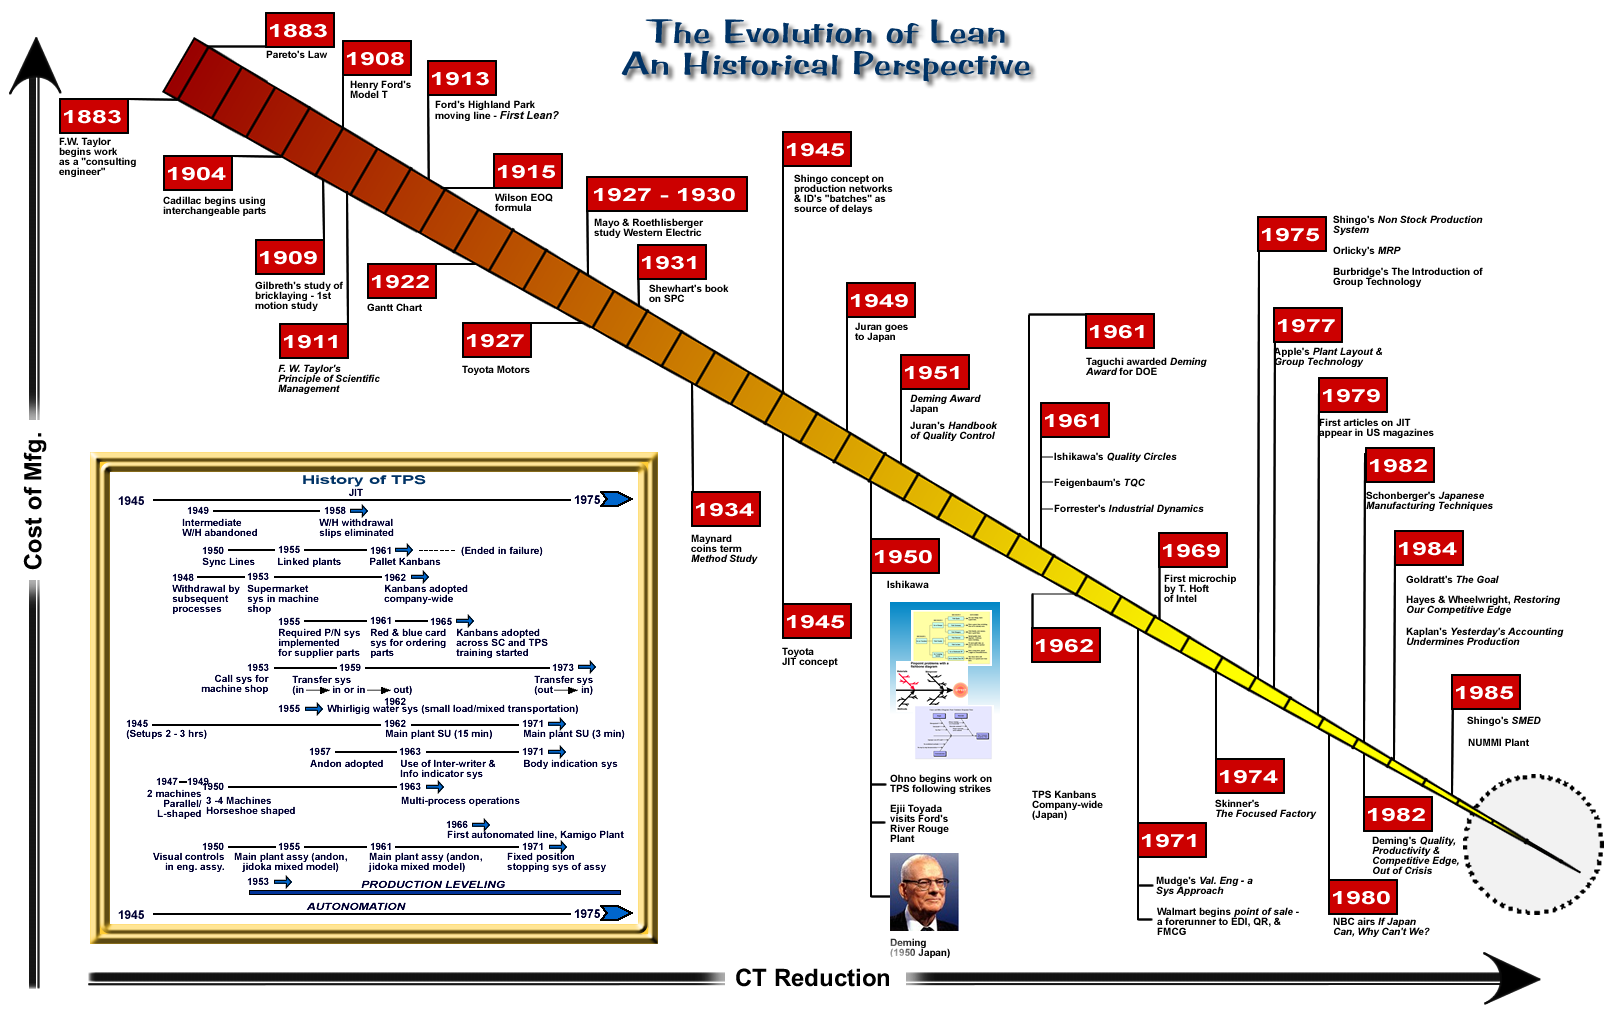 The Evolution of Lean
An Historical Perspective
1883
Pareto's Law
1883
F.W. Taylor
begins work
as a "consulting
engineer"
1908
Henry Ford's
Model T
1913
Ford's Highland Park
moving line - First Lean?
1904
Cadillac begins using
interchangeable parts
1915
Wilson EOQ
formula
1909
Gilbreth's study of
bricklaying - 1st
motion study
1911
F. W. Taylor's
Principle of Scientific
Management
1922
Gantt Chart
1927 - 1930
Mayo & Roethlisberger
study Western Electric
1931
Shewhart's book
on SPC
1927
Toyota Motors
1945
Shingo concept on
production networks
& ID's "batches" as
source of delays
1934
Maynard
coins term
Method Study
1945
Toyota
JIT concept
1949
Juran goes
to Japan
1951
Deming Award
Japan
Juran's Handbook
of Quality Control
1950
Ishikawa
Ohno begins work on
TPS following strikes
Ejii Toyada
visits Ford's
River Rouge
Plant
Deming
(1950 Japan)
1961
Taguchi awarded Deming
Award for DOE
1961
Ishikawa's Quality Circles
Feigenbaum's TQC
Forrester's Industrial Dynamics
1962
TPS Kanbans
Company-wide
(Japan)
1969
First microchip
by T. Hoft
of Intel
1971
Mudge's Val. Eng - a
Sys Approach
Walmart begins point of sale -
a forerunner to EDI, QR, &
FMCG
1974
Skinner's
The Focused Factory
1975
Shingo's Non Stock Production
System
Orlicky's MRP
Burbridge's The Introduction of
Group Technology
1977
Apple's Plant Layout &
Group Technology
1979
First articles on JIT
appear in US magazines
1982
Schonberger's Japanese
Manufacturing Techniques
1984
Goldratt's The Goal
Hayes & Wheelwright, Restoring
Our Competitive Edge
Kaplan's Yesterday's Accounting
Undermines Production
1985
Shingo's SMED
NUMMI Plant
1982
Deming's Quality,
Productivity &
Competitive Edge,
Out of Crisis
1980
NBC airs If Japan
Can, Why Can't We?
Cost of Mfg.
CT Reduction
History of TPS
JIT
1945 1975
1949 1958
Intermediate W/H withdrawal
W/H abandoned slips eliminated
1950 1955 1961 (Ended in failure)
Sync Lines Linked plants Pallet Kanbans
1948 1953 1962
Withdrawal by Supermarket Kanbans adopted
subsequent sys in machine company-wide
processes shop
1955 1961 1965
Required P/N sys Red & blue card Kanbans adopted
implemented sys for ordering across SC and TPS
for supplier parts parts training started
1953 1959 1973
Call sys for Transfer sys Transfer sys
machine shop (in in or in out) (out in)
1962
1955 Whirligig water sys (small load/mixed transportation)
1945 1962 1971
(Setups 2 - 3 hrs) Main plant SU (15 min) Main plant SU (3 min)
1957 1963 1971
Andon adopted Use of Inter-writer & Body indication sys
Info indicator sys
1947 1949 1950 1963
2 machines 3 -4 Machines Multi-process operations
Parallel/ Horseshoe shaped
L-shaped
1966
First autonomated line, Kamigo Plant
1950 1955 1961 1971
Visual controls Main plant assy (andon, Main plant assy (andon, Fixed position
in eng. assy. jidoka mixed model) jidoka mixed model) stopping sys of assy
1953
PRODUCTION LEVELING
AUTONOMATION
1945 1975